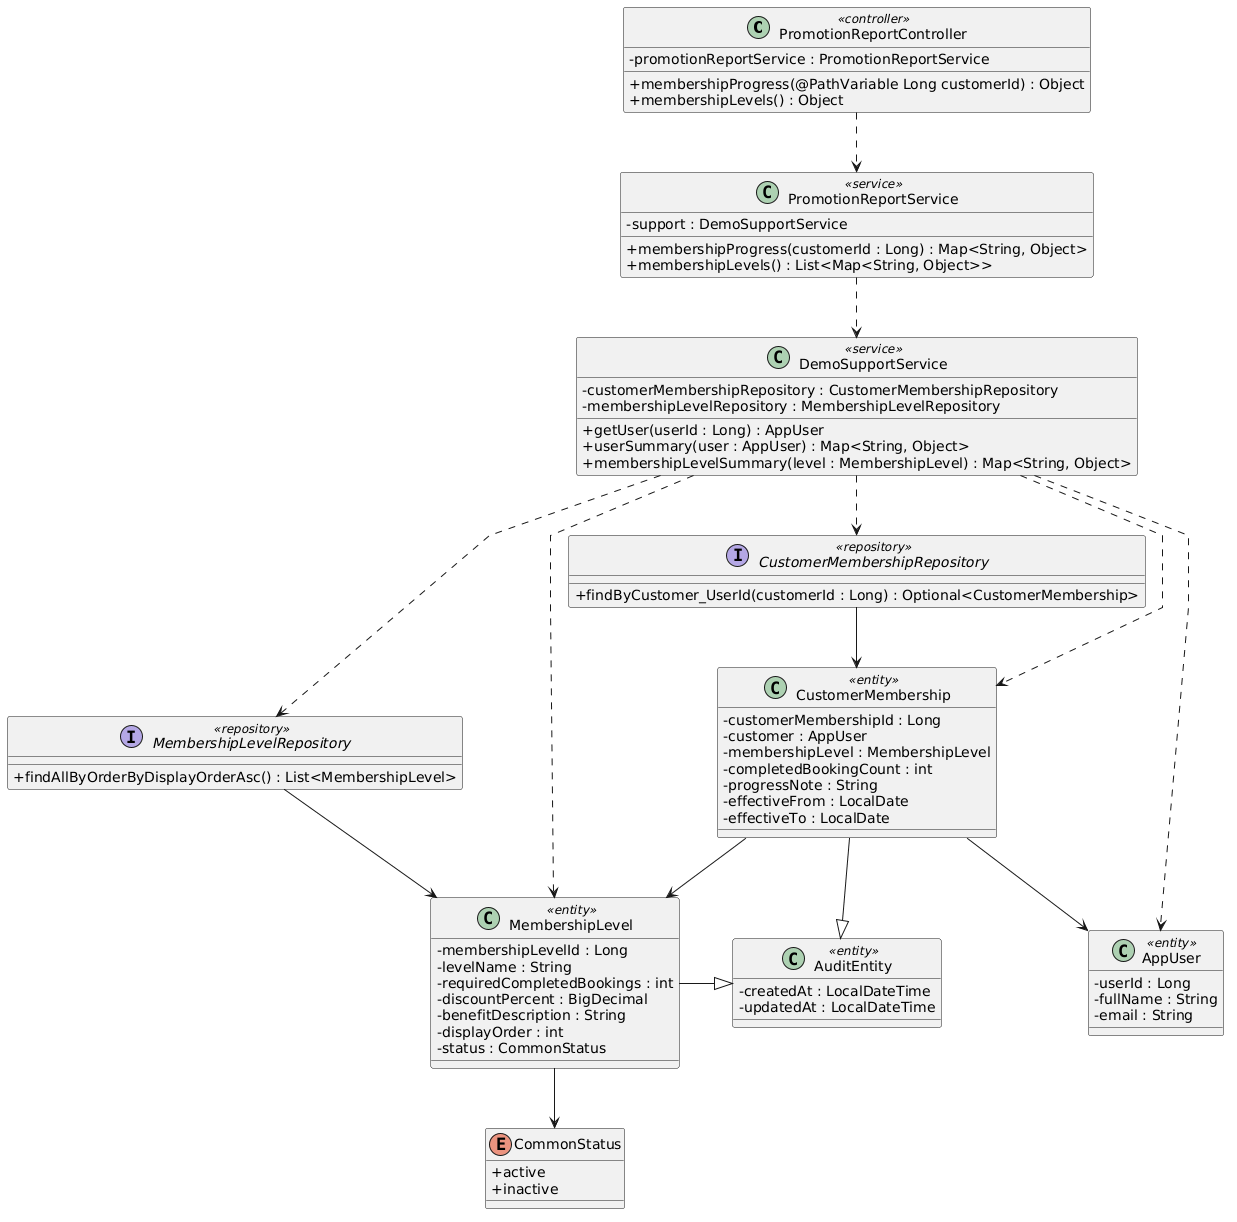 C
«controller»
PromotionReportController
-promotionReportService : PromotionReportService
+membershipProgress(@PathVariable Long customerId) : Object
+membershipLevels() : Object
C
«service»
PromotionReportService
-support : DemoSupportService
+membershipProgress(customerId : Long) : Map<String, Object>
+membershipLevels() : List<Map<String, Object>>
C
«service»
DemoSupportService
-customerMembershipRepository : CustomerMembershipRepository
-membershipLevelRepository : MembershipLevelRepository
+getUser(userId : Long) : AppUser
+userSummary(user : AppUser) : Map<String, Object>
+membershipLevelSummary(level : MembershipLevel) : Map<String, Object>
I
«repository»
CustomerMembershipRepository
+findByCustomer_UserId(customerId : Long) : Optional<CustomerMembership>
I
«repository»
MembershipLevelRepository
+findAllByOrderByDisplayOrderAsc() : List<MembershipLevel>
C
«entity»
CustomerMembership
-customerMembershipId : Long
-customer : AppUser
-membershipLevel : MembershipLevel
-completedBookingCount : int
-progressNote : String
-effectiveFrom : LocalDate
-effectiveTo : LocalDate
C
«entity»
MembershipLevel
-membershipLevelId : Long
-levelName : String
-requiredCompletedBookings : int
-discountPercent : BigDecimal
-benefitDescription : String
-displayOrder : int
-status : CommonStatus
C
«entity»
AuditEntity
-createdAt : LocalDateTime
-updatedAt : LocalDateTime
C
«entity»
AppUser
-userId : Long
-fullName : String
-email : String
E
CommonStatus
+active
+inactive